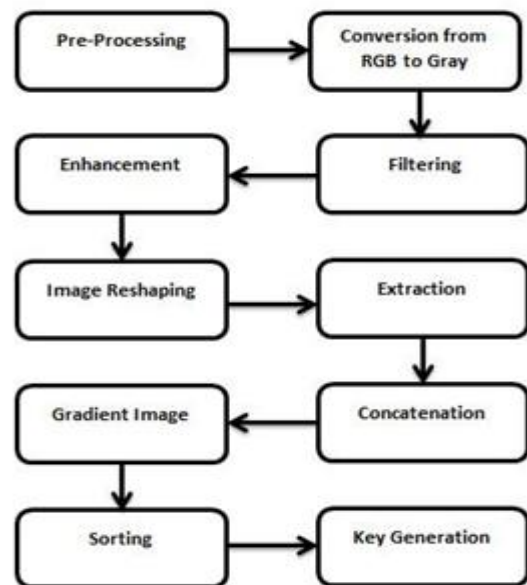 Pre-Processing
Conversion from
RGB to Gray
Enhancement
Filtering
Image Reshaping
Extraction
Gradient Image
Concatenation
Sorting
Key Generation